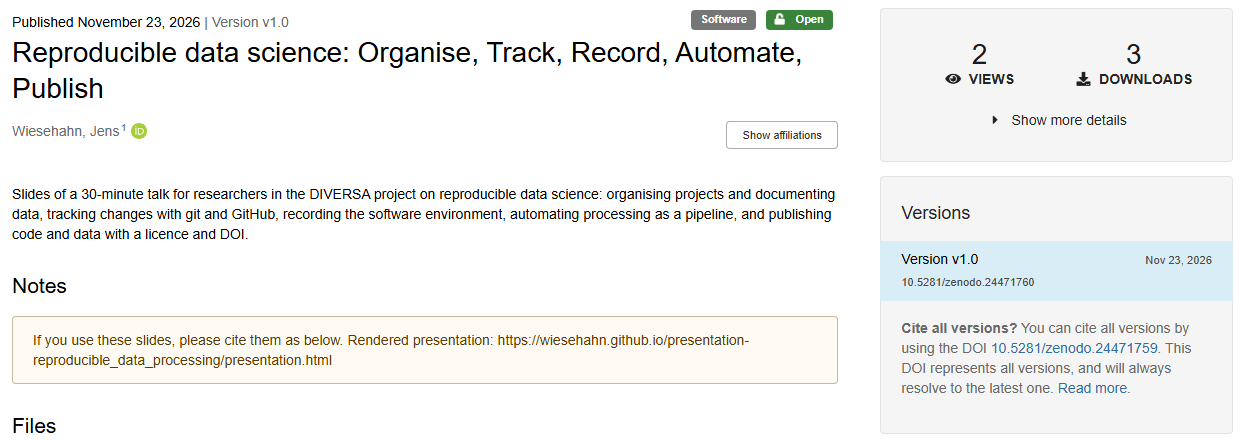 Published November 23, 2026 | Version v1.0
Software
Open
Reproducible data science: Organise, Track, Record, Automate,
Publish
Wiesehahn, Jens¹
iD
Show affiliations
Slides of a 30-minute talk for researchers in the DIVERSA project on reproducible data science: organising projects and documenting
data, tracking changes with git and GitHub, recording the software environment, automating processing as a pipeline, and publishing
code and data with a licence and DOI.
Notes
If you use these slides, please cite them as below. Rendered presentation: https://wiesehahn.github.io/presentation-
reproducible_data_processing/presentation.html
Files
2
VIEWS
3
DOWNLOADS
Show more details
Versions
Version v1.0
Nov 23, 2026
10.5281/zenodo.24471760
Cite all versions? You can cite all versions by
using the DOI 10.5281/zenodo.24471759. This
DOI represents all versions, and will always
resolve to the latest one. Read more.